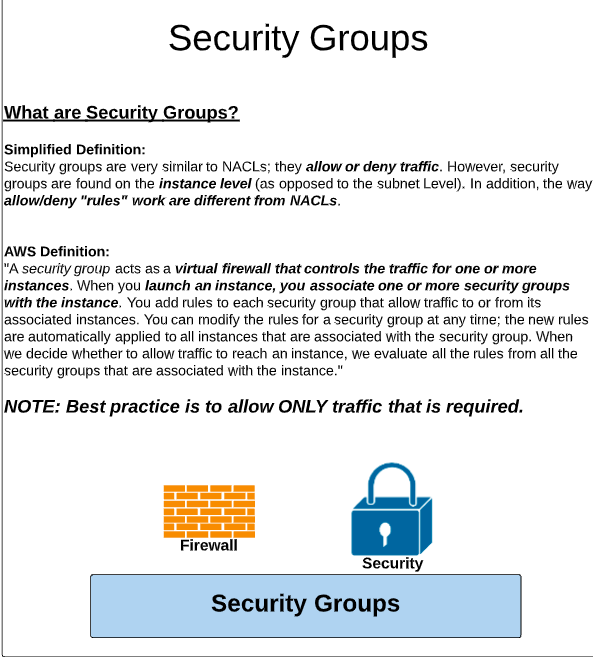 Security Groups
What are Security Groups?
Simplified Definition:
Security groups are very similar to NACLs; they allow or deny traffic. However, security
groups are found on the instance level (as opposed to the subnet Level). In addition, the way
allow/deny "rules" work are different from NACLs.
AWS Definition:
"A security group acts as a virtual firewall that controls the traffic for one or more
instances. When you launch an instance, you associate one or more security groups
with the instance. You add rules to each security group that allow traffic to or from its
associated instances. You can modify the rules for a security group at any time; the new rules
are automatically applied to all instances that are associated with the security group. When
we decide whether to allow traffic to reach an instance, we evaluate all the rules from all the
security groups that are associated with the instance."
NOTE: Best practice is to allow ONLY traffic that is required.
Firewall
Security
Security Groups